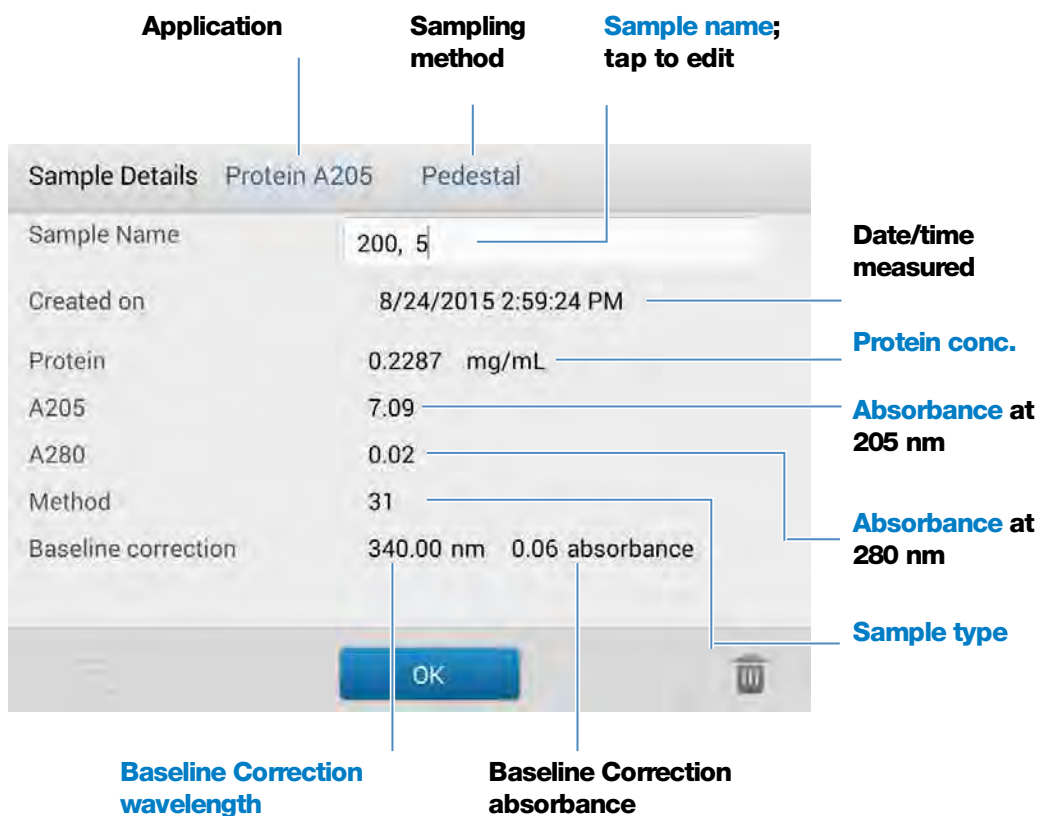 Application
Sampling
method
Sample name;
tap to edit
Sample Details Protein A205 Pedestal
Sample Name
200, 5
Date/time
measured
Created on
8/24/2015 2:59:24 PM
Protein conc.
Protein
0.2287 mg/mL
A205
7.09
Absorbance at
205 nm
A280
0.02
Method
31
Absorbance at
280 nm
Baseline correction
340.00 nm 0.06 absorbance
Sample type
OK
Baseline Correction
wavelength
Baseline Correction
absorbance